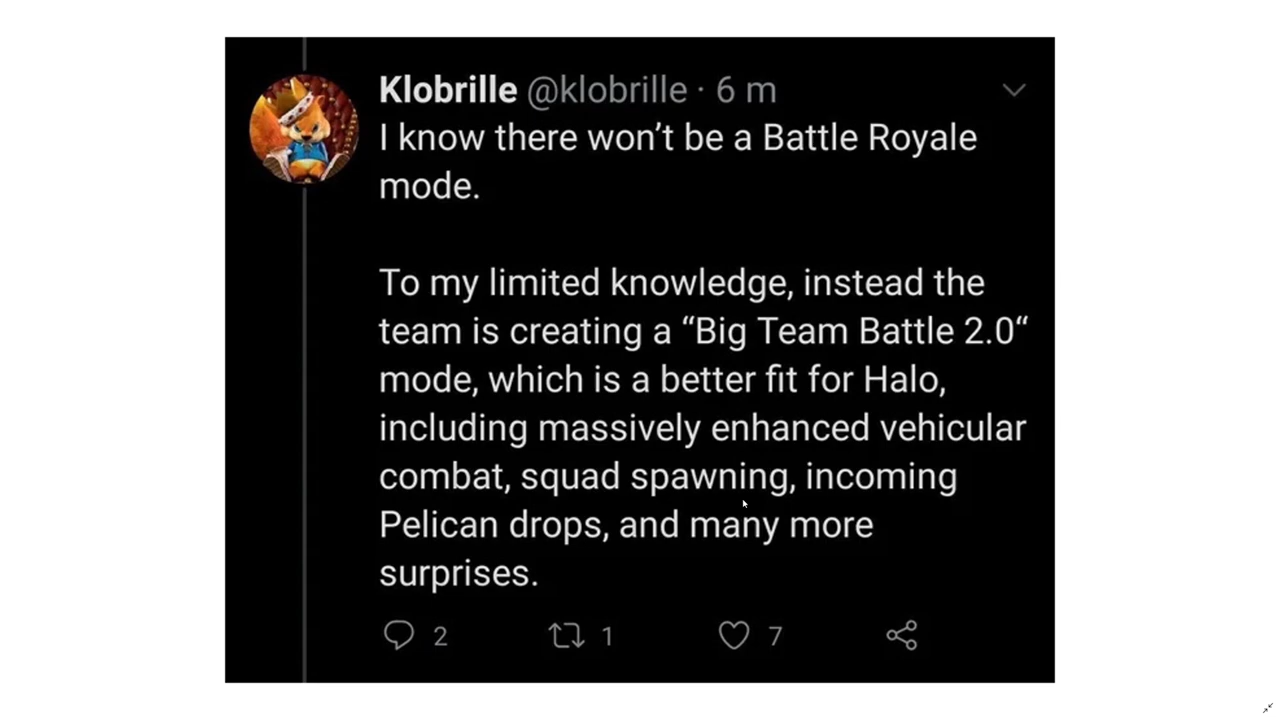 Klobrille @klobrille · 6 m
I know there won’t be a Battle Royale
mode.
To my limited knowledge, instead the
team is creating a “Big Team Battle 2.0“
mode, which is a better fit for Halo,
including massively enhanced vehicular
combat, squad spawning, incoming
Pelican drops, and many more
surprises.
2 1 7